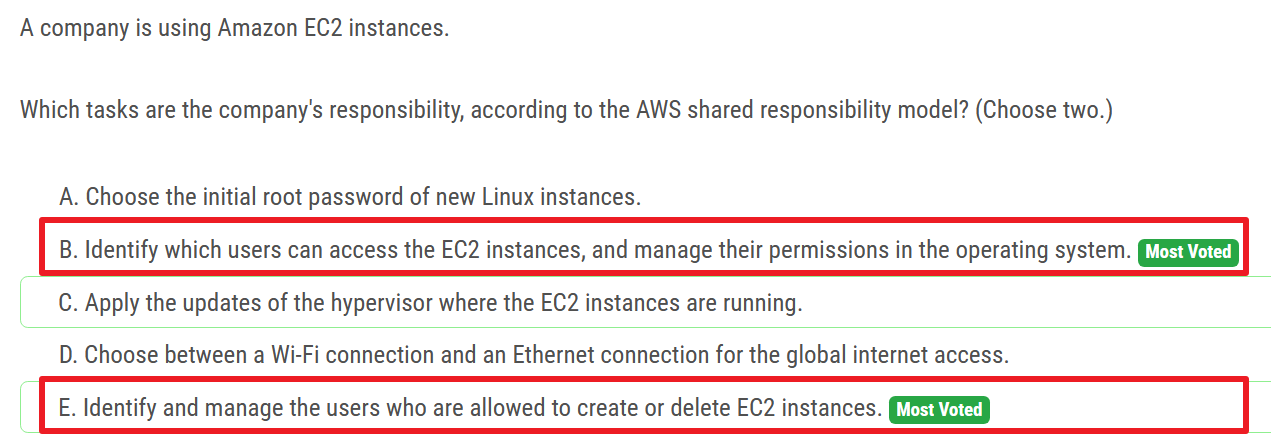 A company is using Amazon EC2 instances.
Which tasks are the company's responsibility, according to the AWS shared responsibility model? (Choose two.)
A. Choose the initial root password of new Linux instances.
B. Identify which users can access the EC2 instances, and manage their permissions in the operating system. Most Voted
C. Apply the updates of the hypervisor where the EC2 instances are running.
D. Choose between a Wi-Fi connection and an Ethernet connection for the global internet access.
E. Identify and manage the users who are allowed to create or delete EC2 instances. Most Voted